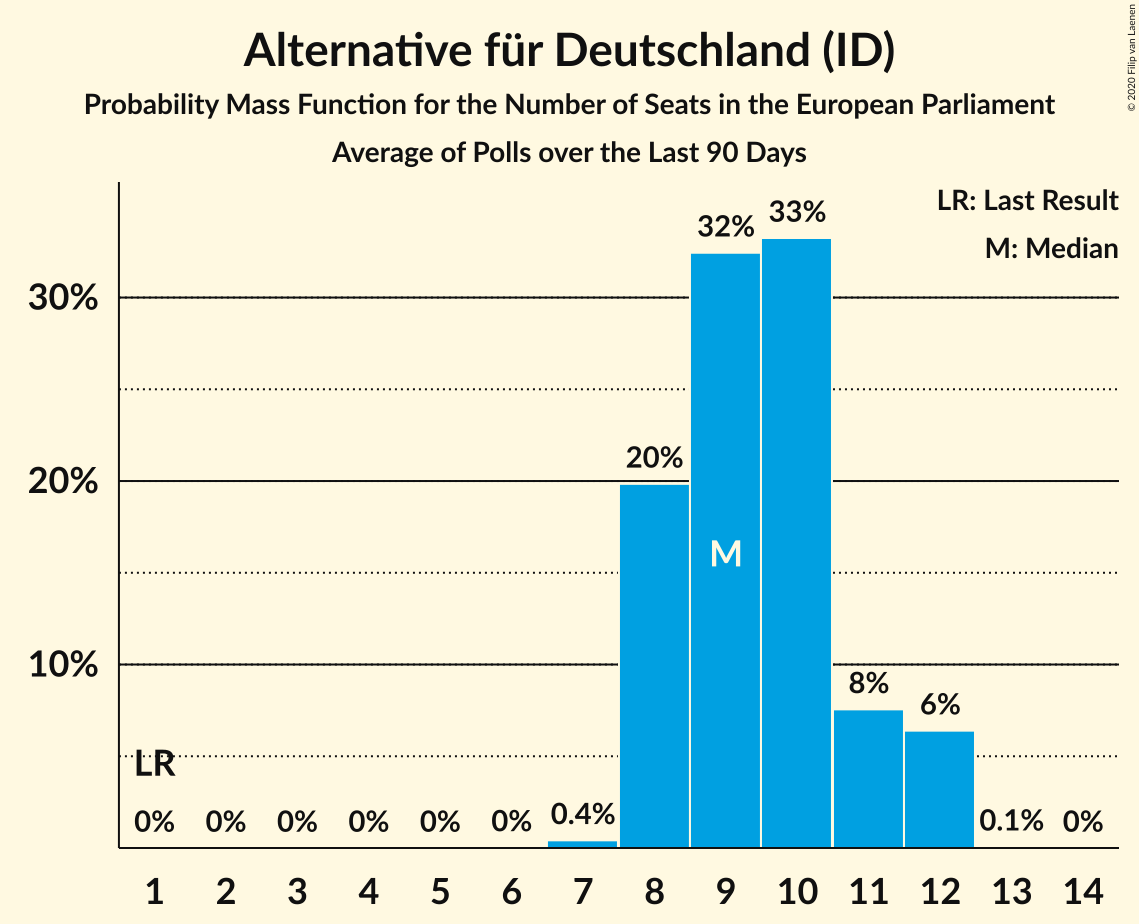 Alternative für Deutschland (ID)
Probability Mass Function for the Number of Seats in the European Parliament
Average of Polls over the Last 90 Days
© 2020 Filip van Laenen
LR: Last Result
M: Median
33%
32%
30%
20%
20%
M
10%
8%
6%
LR
0% 0% 0% 0% 0% 0% 0.4% 0.1% 0%
1 2 3 4 5 6 7 8 9 10 11 12 13 14